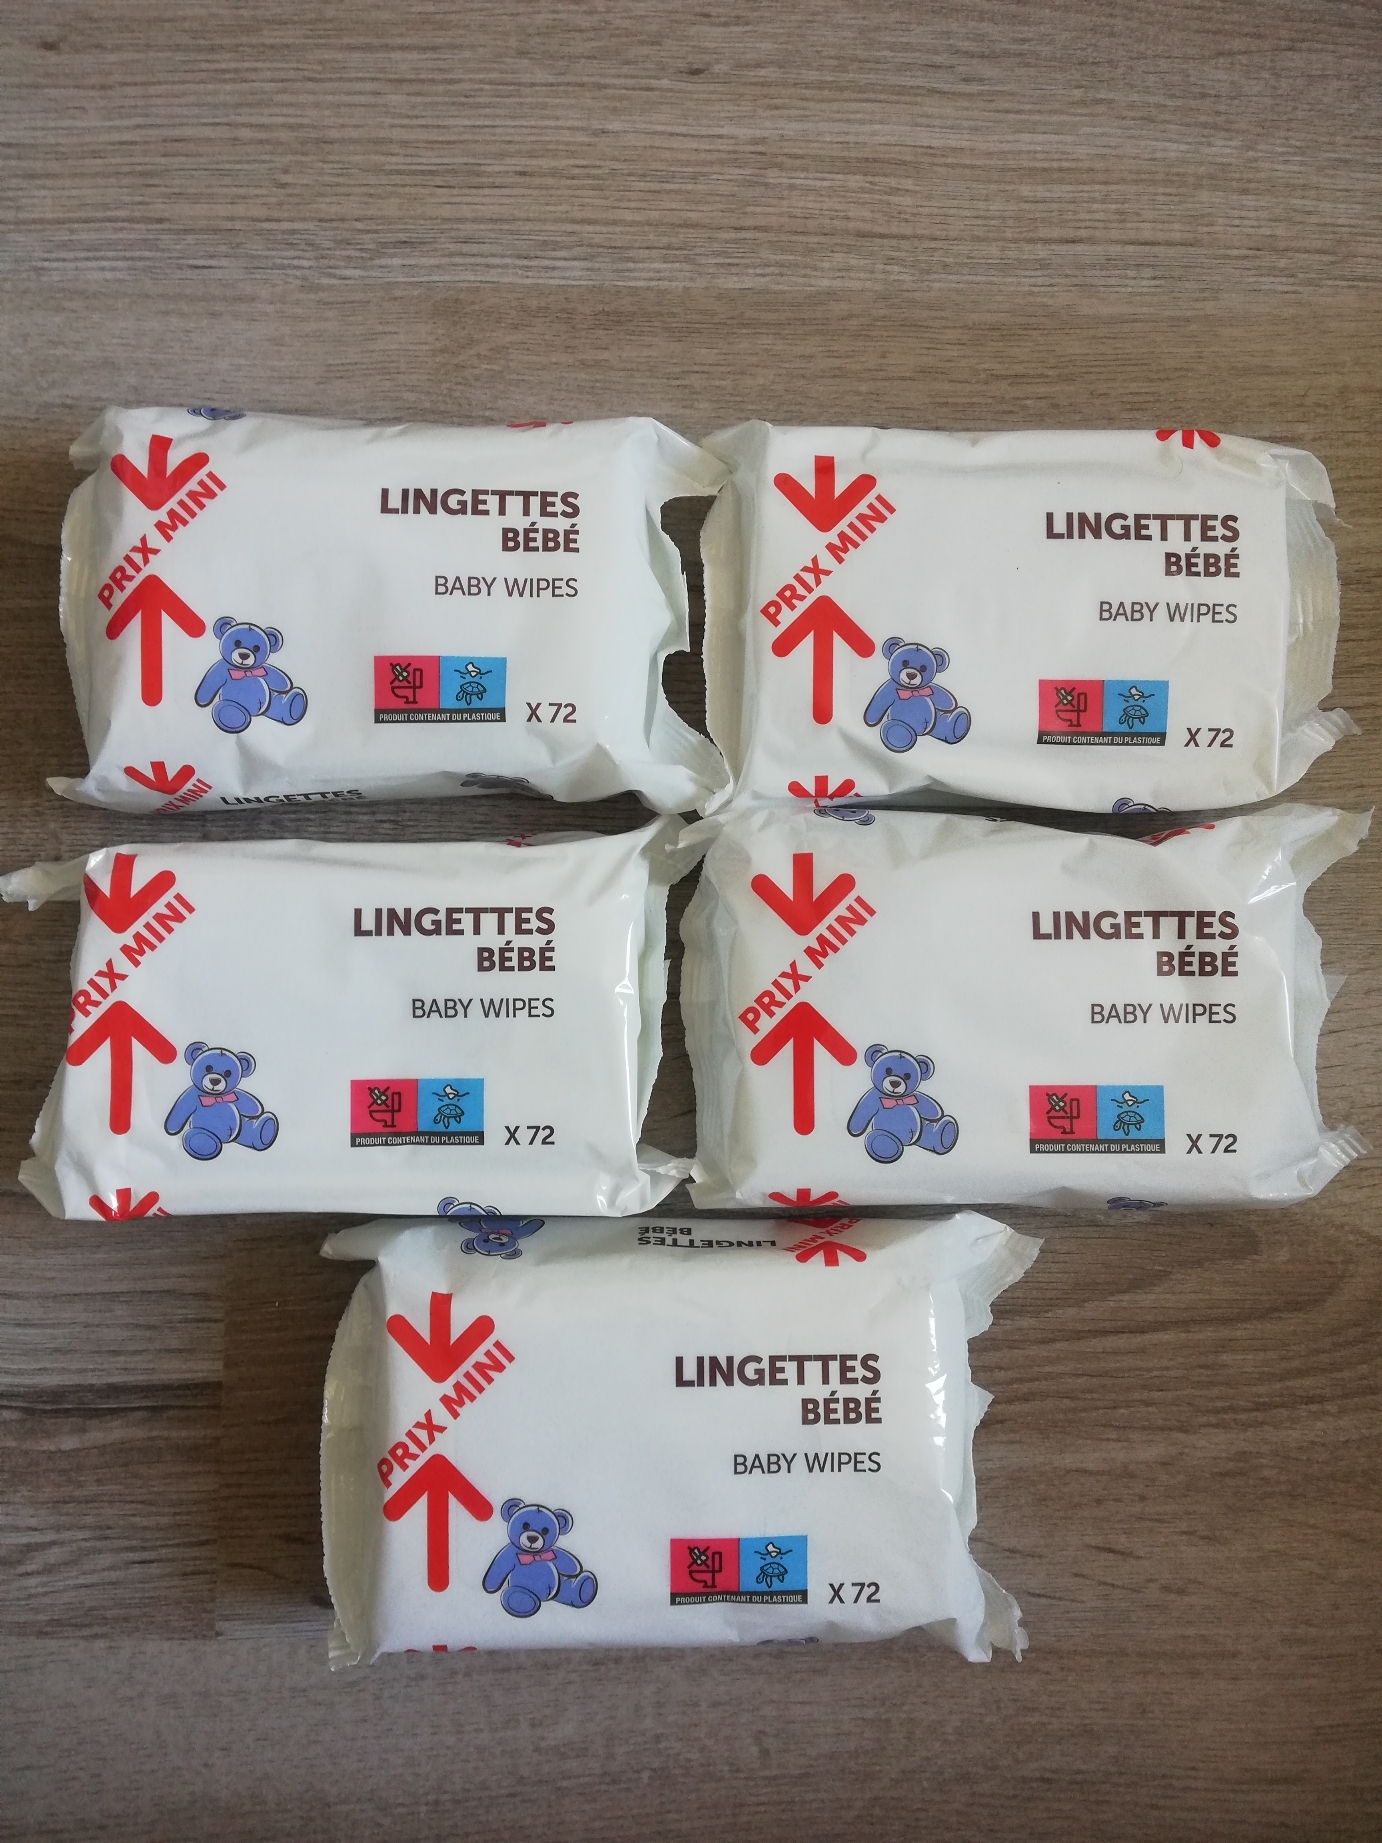 PRIX MINI
LINGETTES
BÉBÉ
BABY WIPES
PRODUIT CONTENANT DU PLASTIQUE
X 72
LINGETTES
PRIX MINI
LINGETTES
BÉBÉ
BABY WIPES
PRODUIT CONTENANT DU PLASTIQUE
X 72
PRIX MINI
LINGETTES
BÉBÉ
BABY WIPES
PRODUIT CONTENANT DU PLASTIQUE
X 72
PRIX MINI
LINGETTES
BÉBÉ
BABY WIPES
PRODUIT CONTENANT DU PLASTIQUE
X 72
LINGETTES
BÉBÉ
PRIX MINI
PRIX MINI
LINGETTES
BÉBÉ
BABY WIPES
PRODUIT CONTENANT DU PLASTIQUE
X 72